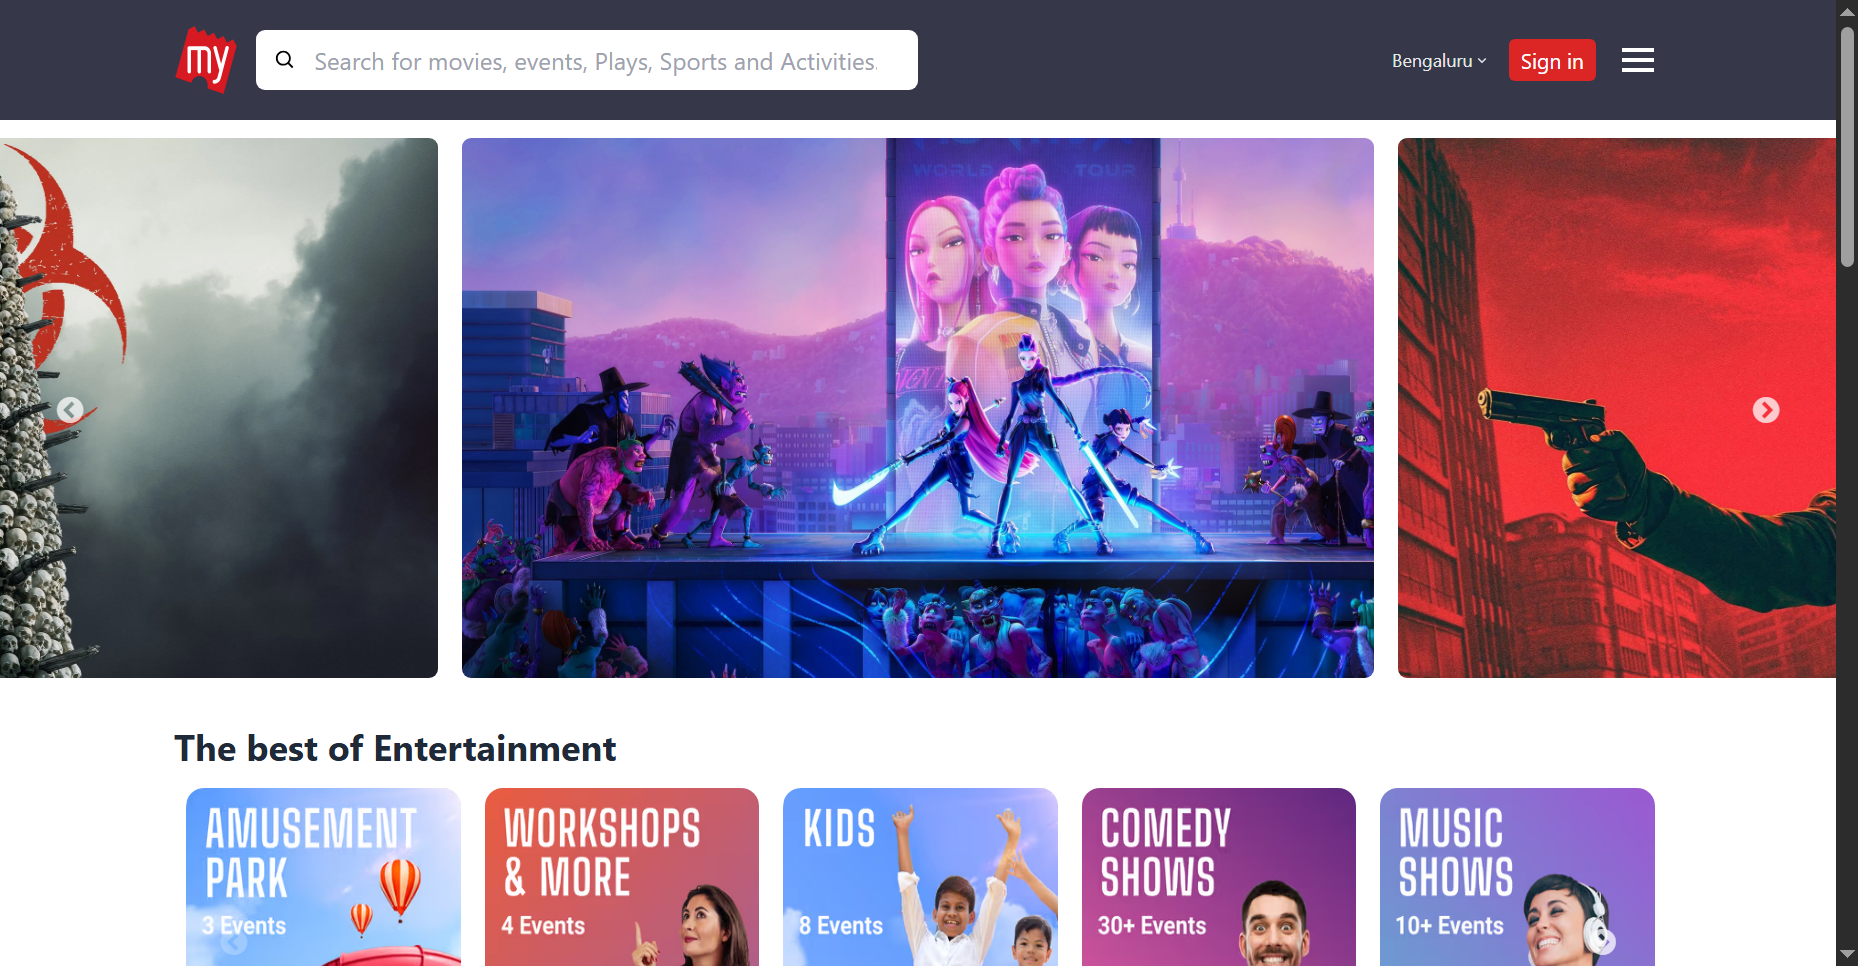 my
Search for movies, events, Plays, Sports and Activities.
Bengaluru
Sign in
WORLD TOUR
The best of Entertainment
AMUSEMENT
PARK
3 Events
WORKSHOPS
& MORE
4 Events
KIDS
8 Events
COMEDY
SHOWS
30+ Events
MUSIC
SHOWS
10+ Events